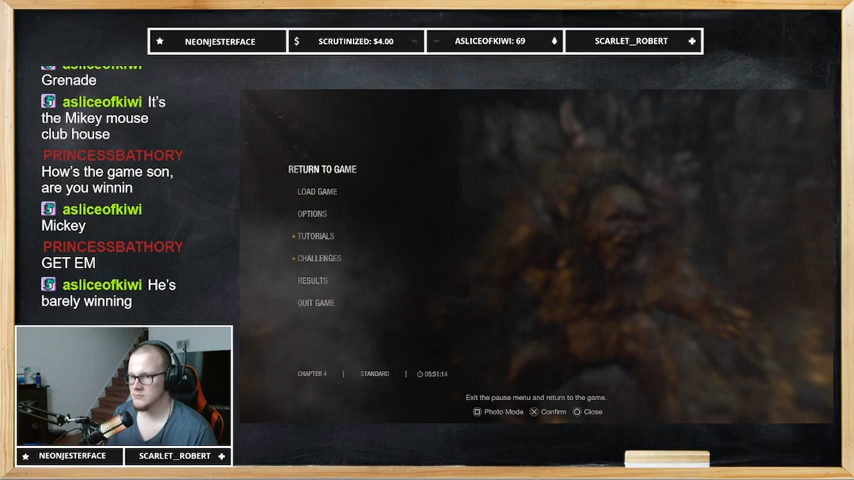 NEONJESTERFACE
SCRUTINIZED: $4.00
ASLICEOFKIWI: 69
SCARLET_ROBERT
asliceofkiwi
Grenade
asliceofkiwi It's
the Mikey mouse
club house
PRINCESSBATHORY
How's the game son,
are you winnin
asliceofkiwi
Mickey
PRINCESSBATHORY
GET EM
asliceofkiwi He's
barely winning
RETURN TO GAME
LOAD GAME
OPTIONS
TUTORIALS
CHALLENGES
RESULTS
QUIT GAME
CHAPTER 4 | STANDARD | 05:51:14
Exit the pause menu and return to the game.
Photo Mode Confirm Close
NEONJESTERFACE
SCARLET_ROBERT